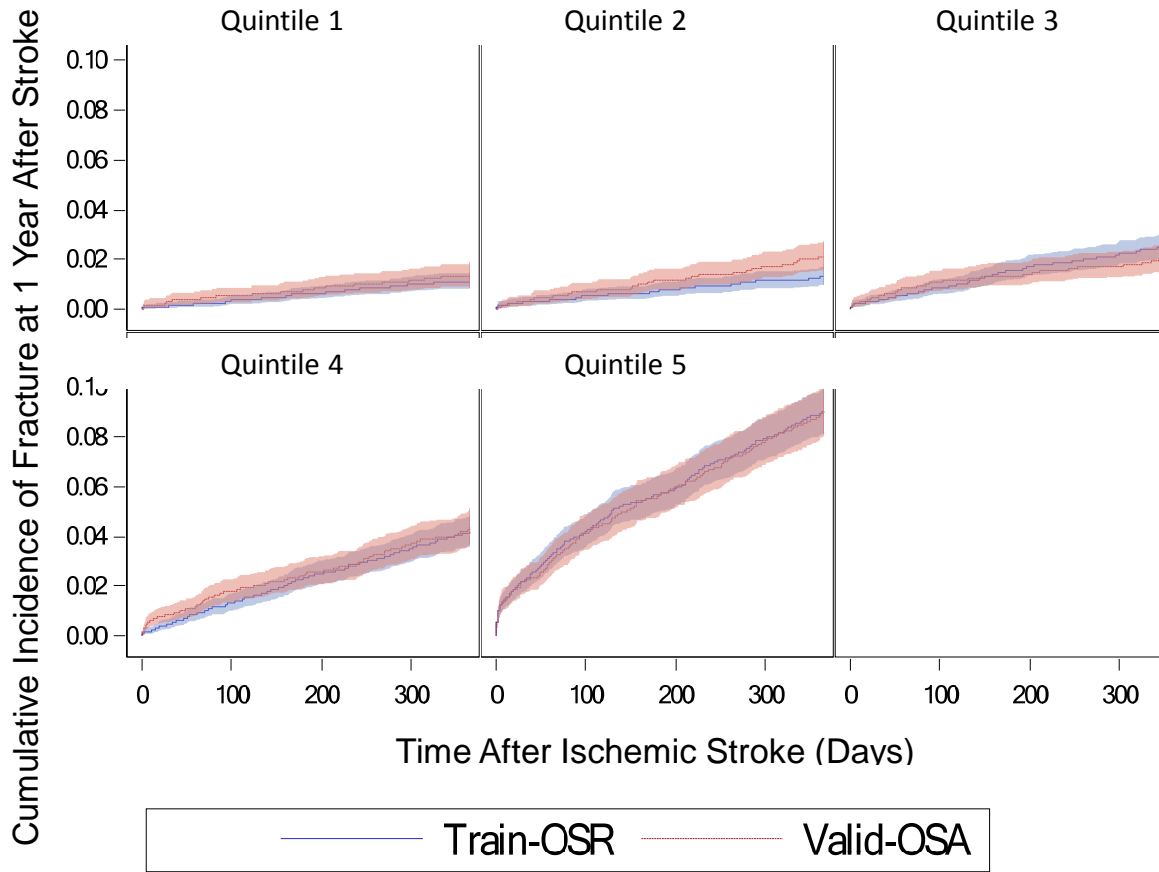 Cumulative Incidence of Fracture at 1 Year After Stroke
Quintile 1
Quintile 2
Quintile 3
0.10
0.08
0.06
0.04
0.02
0.00
Quintile 4
Quintile 5
0.10
0.08
0.06
0.04
0.02
0.00
0 100 200 300
0 100 200 300
0 100 200 300
Time After Ischemic Stroke (Days)
Train-OSR
Valid-OSA